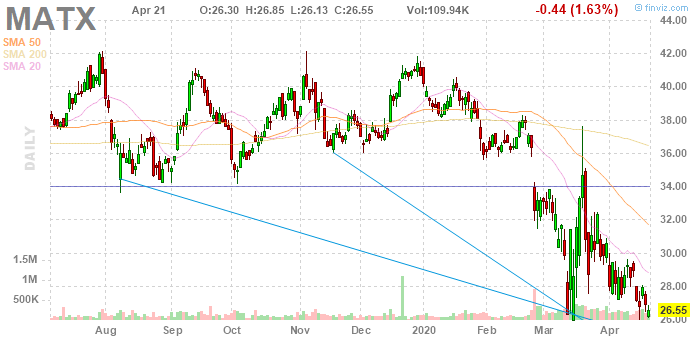 MATX
Apr 21 O:26.30 H:26.85 L:26.13 C:26.55 Vol:109.94K -0.44 (1.63%)
© finviz.com
SMA 50
SMA 200
SMA 20
DAILY
44.00
42.00
40.00
38.00
36.00
34.00
32.00
30.00
28.00
26.55
26.00
1.5M
1M
500K
Aug Sep Oct Nov Dec 2020 Feb Mar Apr